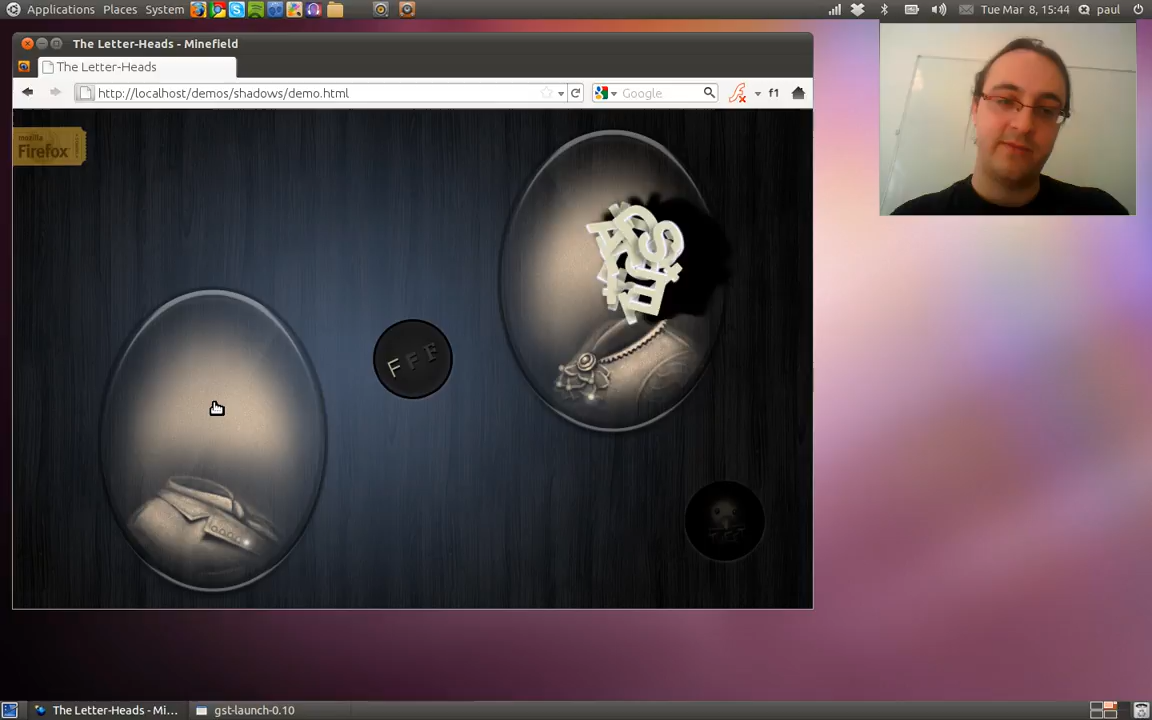 Applications Places System
Tue Mar 8, 15:44 paul
The Letter-Heads - Minefield
The Letter-Heads
http://localhost/demos/shadows/demo.html
Google
f1
mozilla
Firefox
F F F
The Letter-Heads - Mi...
gst-launch-0.10